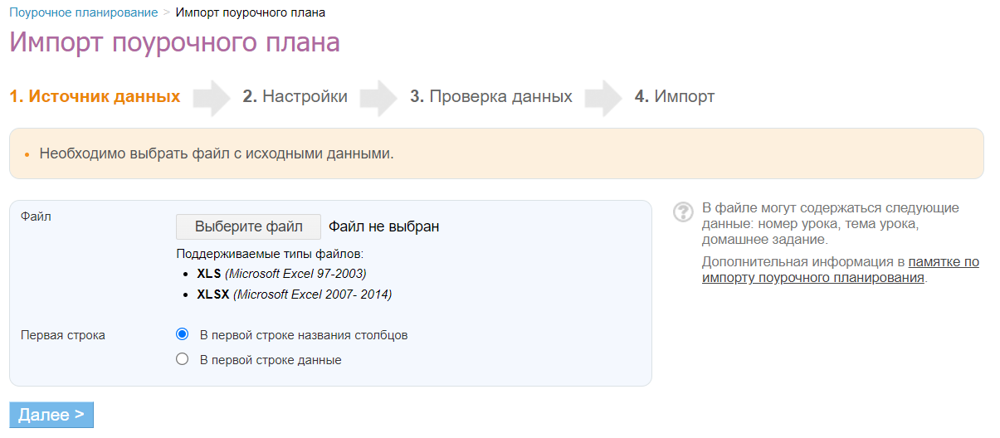 Поурочное планирование > Импорт поурочного плана
Импорт поурочного плана
1. Источник данных 2. Настройки 3. Проверка данных 4. Импорт
• Необходимо выбрать файл с исходными данными.
Файл
Выберите файл Файл не выбран
Поддерживаемые типы файлов:
• XLS (Microsoft Excel 97-2003)
• XLSX (Microsoft Excel 2007- 2014)
Первая строка
В первой строке названия столбцов
В первой строке данные
? В файле могут содержаться следующие
данные: номер урока, тема урока,
домашнее задание.
Дополнительная информация в памятке по
импорту поурочного планирования.
Далее >